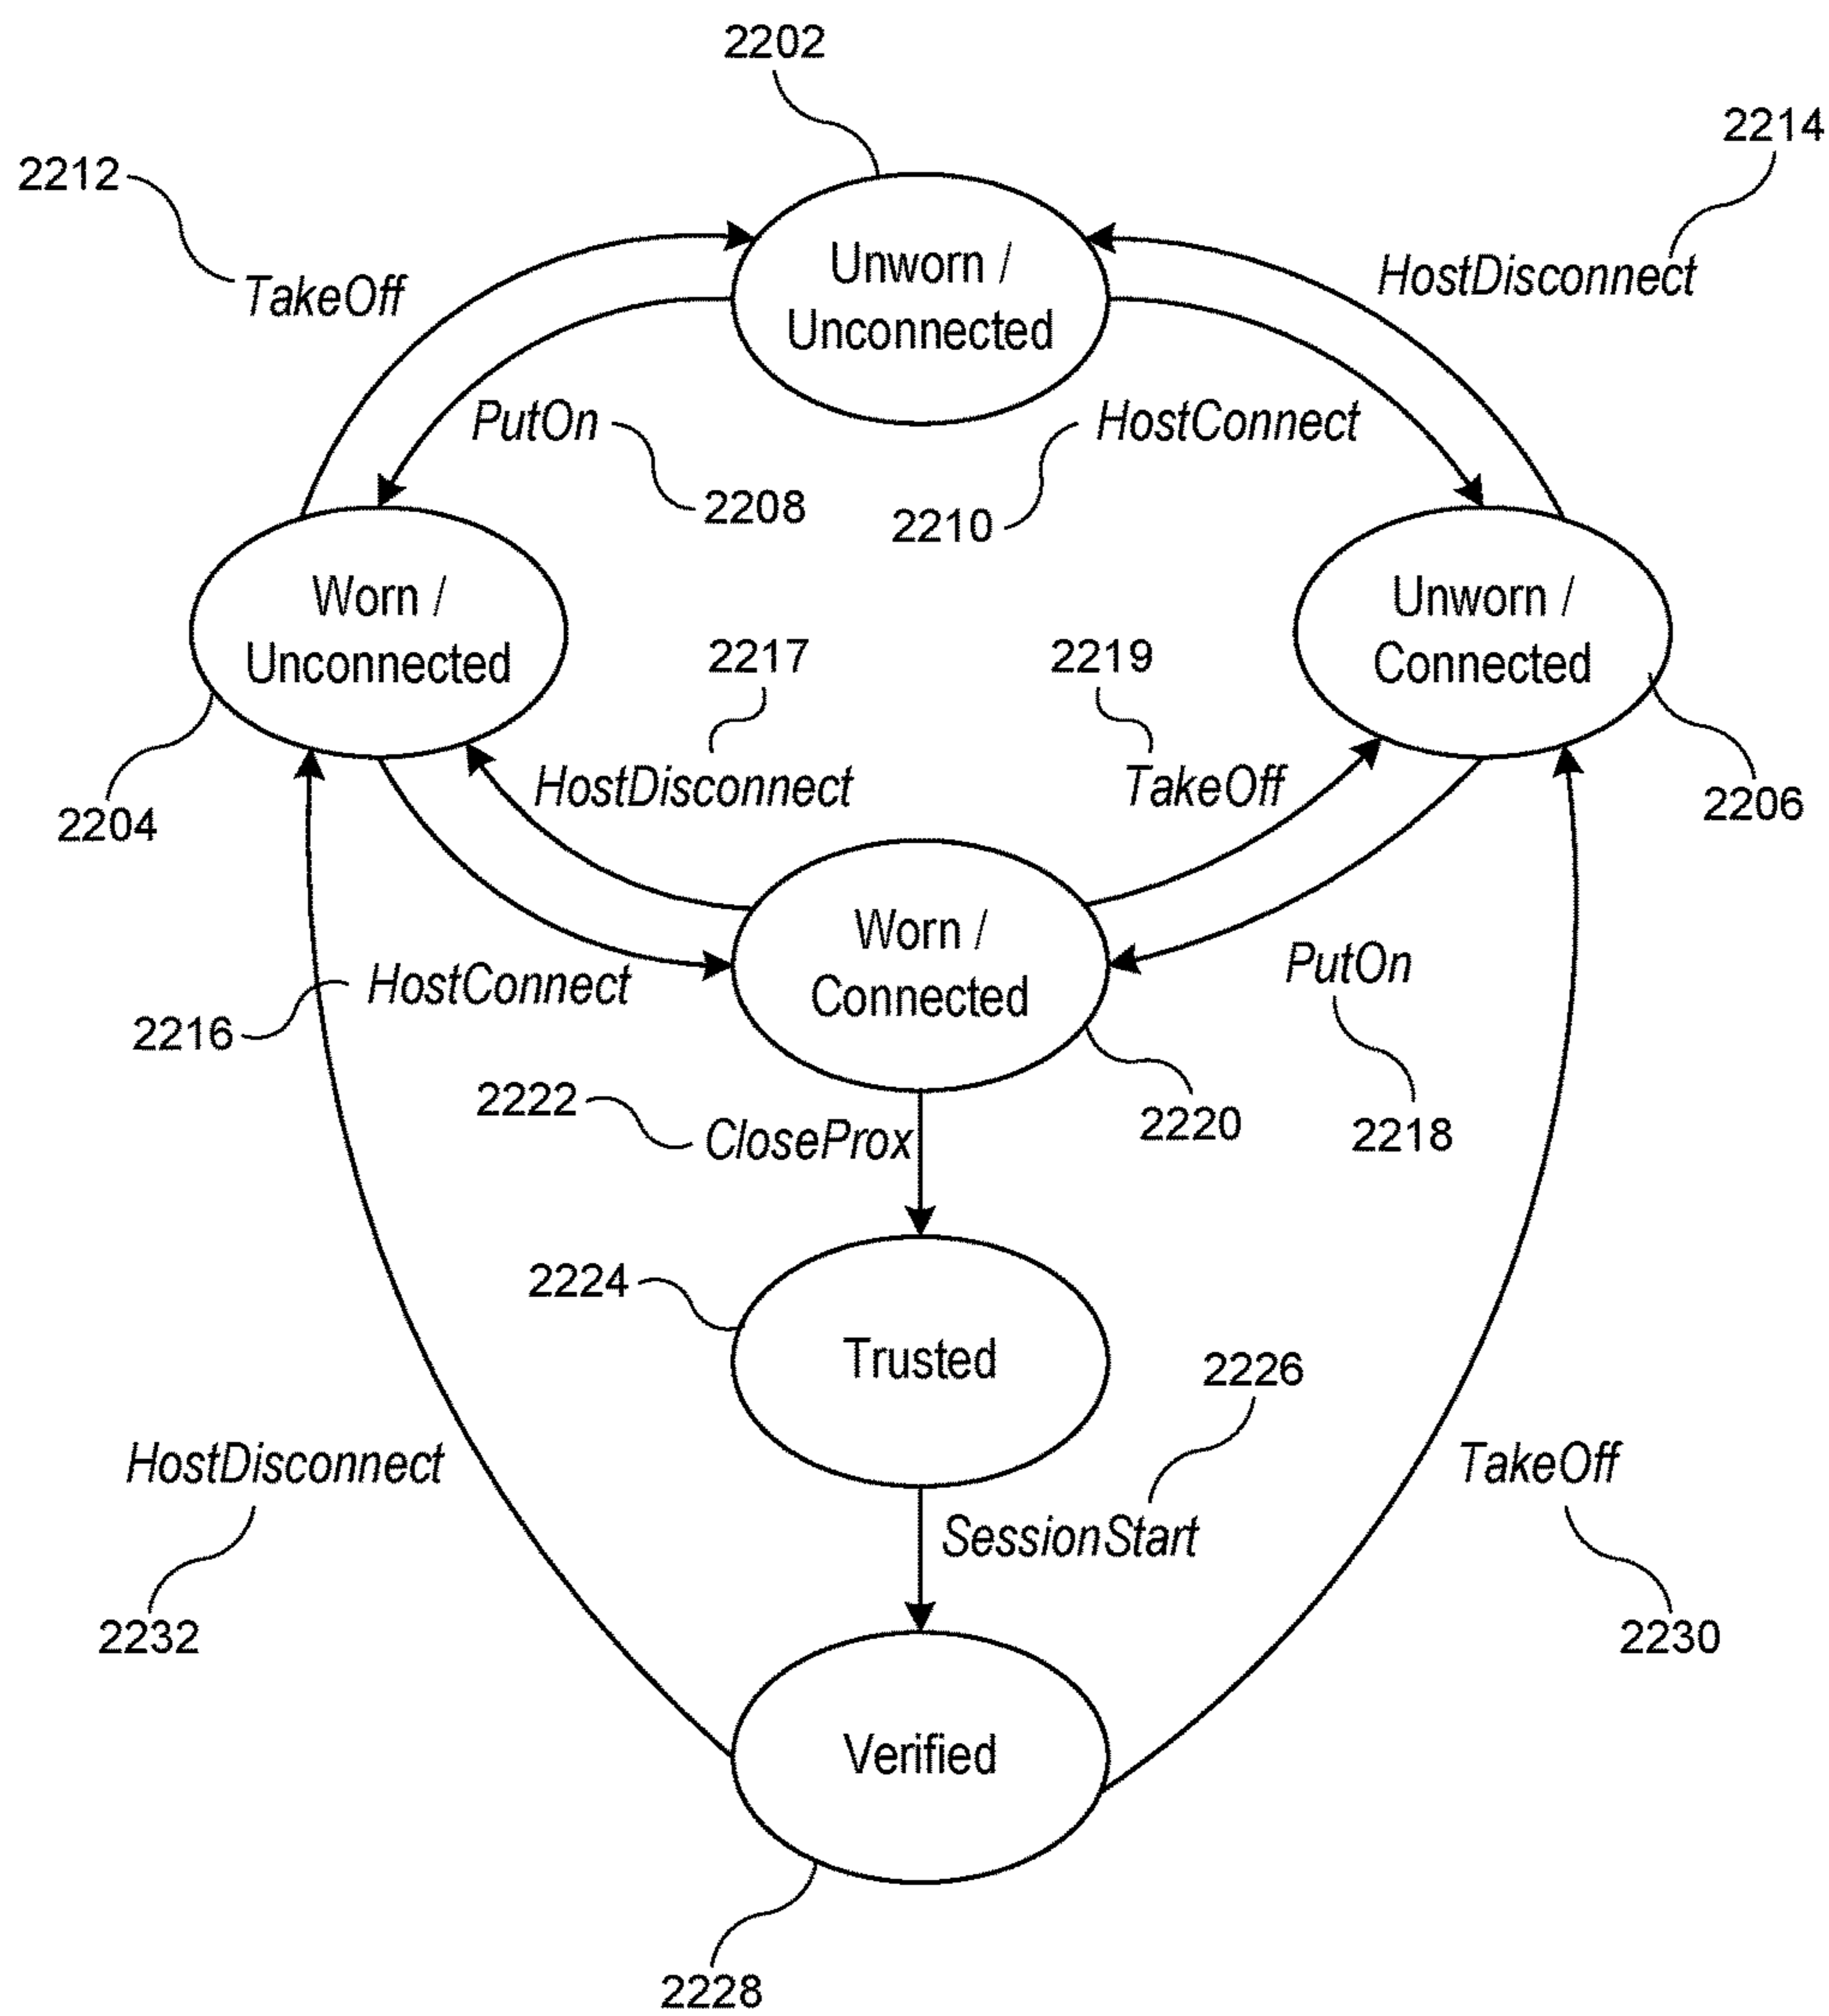 2202
2214
2212
Unworn /
Unconnected
HostDisconnect
TakeOff
PutOn
HostConnect
2208
2210
Worn /
Unconnected
Unworn /
Connected
2217
2219
HostDisconnect
TakeOff
2204
2206
Worn /
Connected
HostConnect
PutOn
2216
2222
CloseProx
2220
2218
2224
Trusted
2226
HostDisconnect
TakeOff
SessionStart
2232
2230
Verified
2228